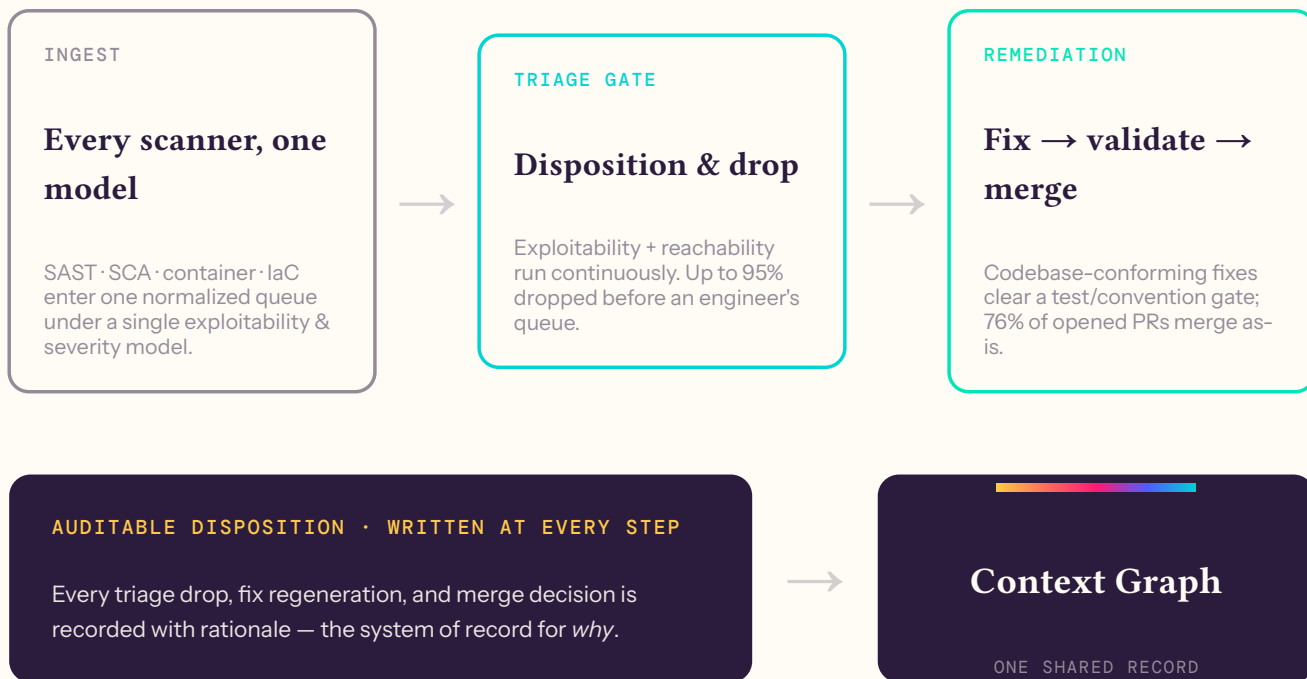 INGEST
Every scanner, one
model
SAST · SCA · container · IaC
enter one normalized queue
under a single exploitability &
severity model.
→
TRIAGE GATE
Disposition & drop
Exploitability + reachability
run continuously. Up to 95%
dropped before an engineer's
queue.
→
REMEDIATION
Fix → validate →
merge
Codebase-conforming fixes
clear a test/convention gate;
76% of opened PRs merge as-
is.
AUDITABLE DISPOSITION · WRITTEN AT EVERY STEP
Every triage drop, fix regeneration, and merge decision is
recorded with rationale — the system of record for why.
→
Context Graph
ONE SHARED RECORD